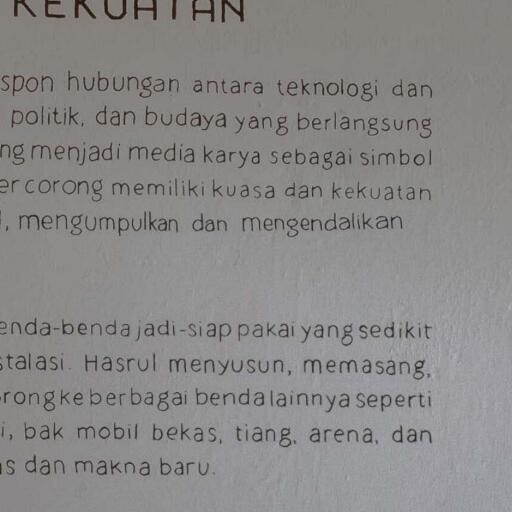 KEKUATAN
spon hubungan antara teknologi dan
politik, dan budaya yang berlangsung
ng menjadi media karya sebagai simbol
er corong memiliki kuasa dan kekuatan
, mengumpulkan dan mengendalikan
enda-benda jadi-siap pakai yang sedikit
stalasi. Hasrul menyusun, memasang,
orong ke berbagai benda lainnya seperti
i, bak mobil bekas, tiang, arena, dan
as dan makna baru.